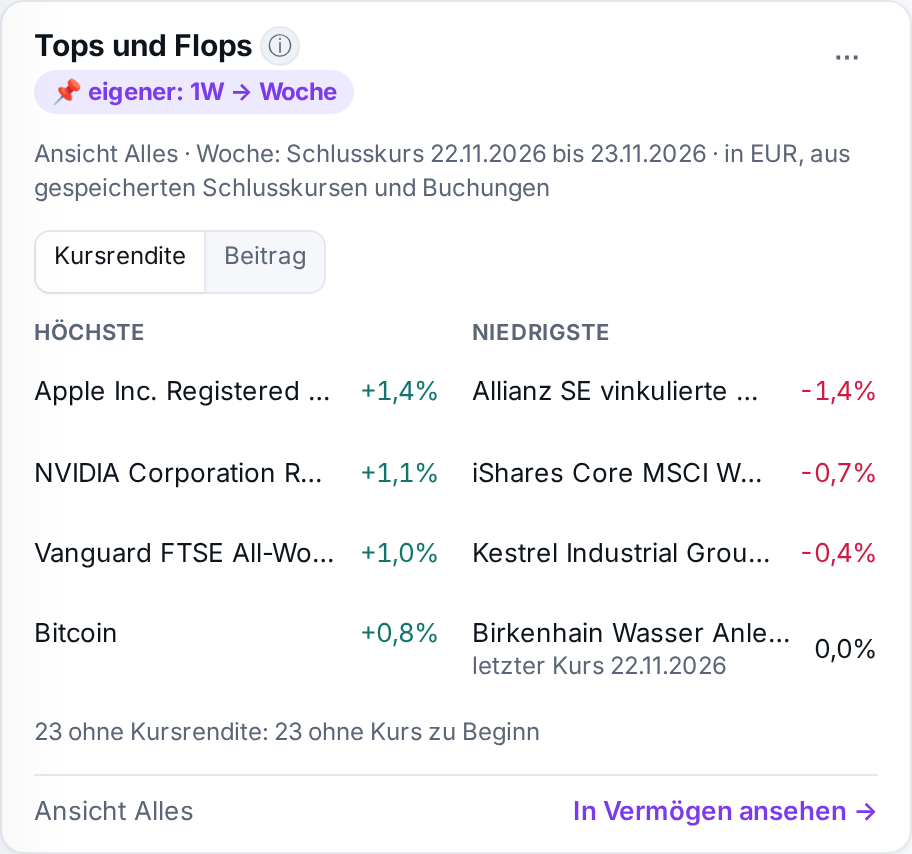 Tops und Flops ⓘ
...
📌 eigener: 1W → Woche
Ansicht Alles · Woche: Schlusskurs 22.11.2026 bis 23.11.2026 · in EUR, aus
gespeicherten Schlusskursen und Buchungen
Kursrendite Beitrag
HÖCHSTE
Apple Inc. Registered ... +1,4%
NVIDIA Corporation R... +1,1%
Vanguard FTSE All-Wo... +1,0%
Bitcoin +0,8%
NIEDRIGSTE
Allianz SE vinkulierte ... -1,4%
iShares Core MSCI W... -0,7%
Kestrel Industrial Grou... -0,4%
Birkenhain Wasser Anle... 0,0%
letzter Kurs 22.11.2026
23 ohne Kursrendite: 23 ohne Kurs zu Beginn
Ansicht Alles
In Vermögen ansehen →